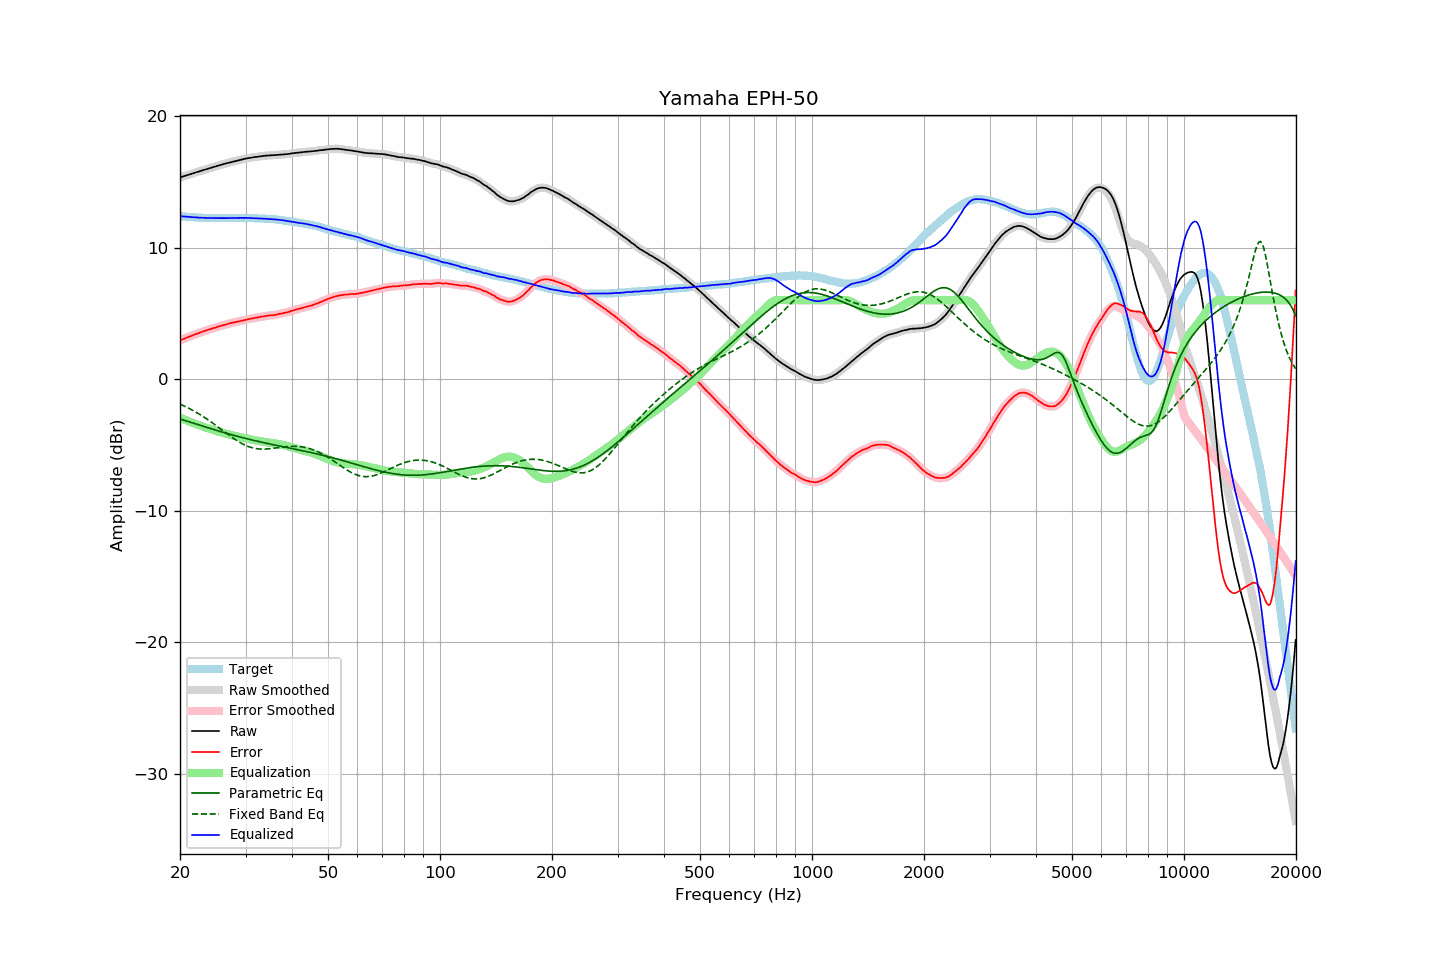 Yamaha EPH-50
Amplitude (dBr)
20
10
0
−10
−20
−30
Target
Raw Smoothed
Error Smoothed
Raw
Error
Equalization
Parametric Eq
Fixed Band Eq
Equalized
20 50 100 200 500 1000 2000 5000 10000 20000
Frequency (Hz)